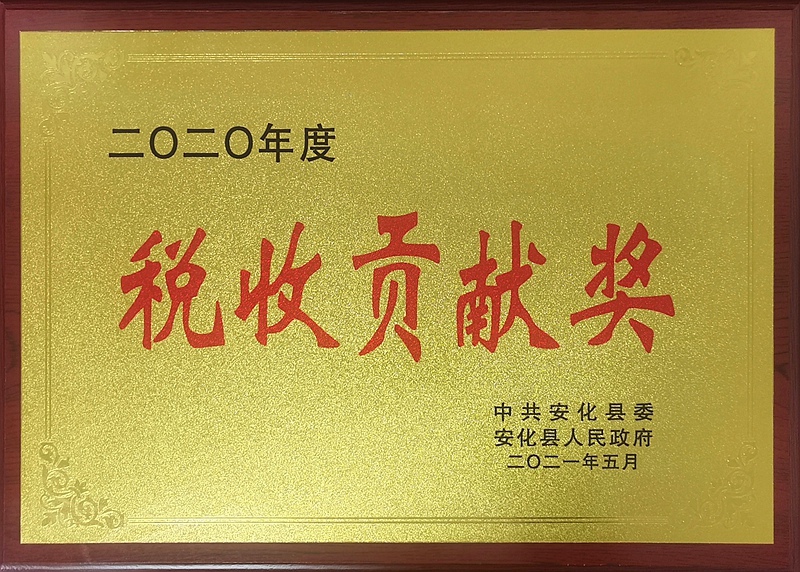 二〇二〇年度
税收贡献奖
中共安化县委
安化县人民政府
二〇二一年五月